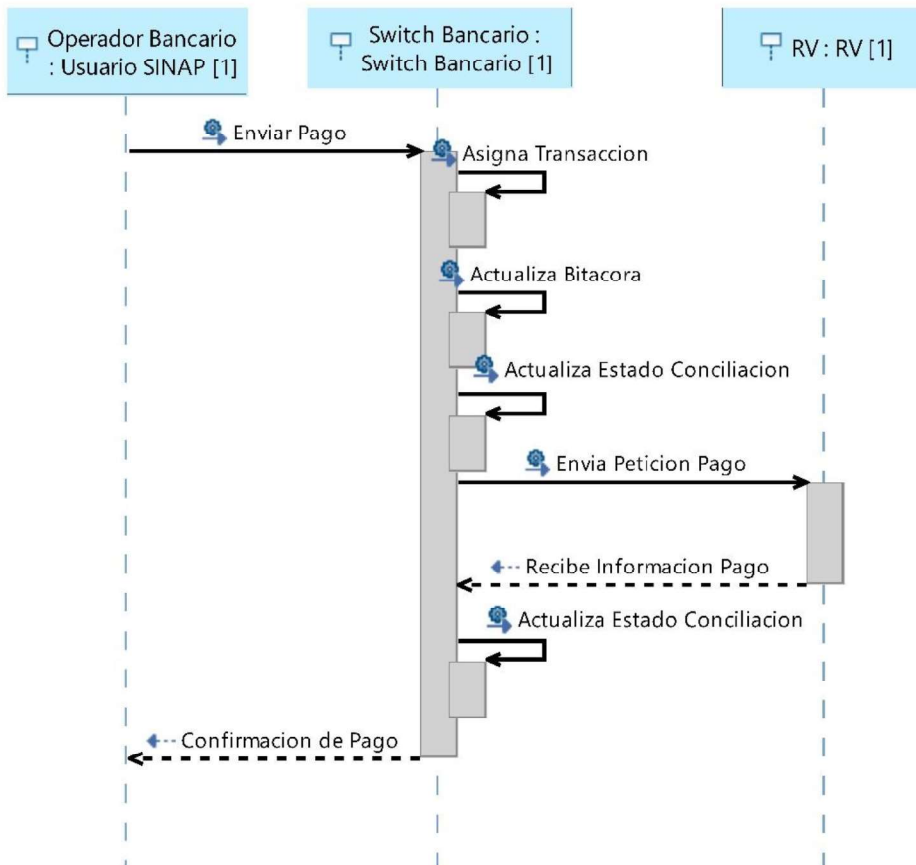 Operador Bancario
: Usuario SINAP [1]
Switch Bancario :
Switch Bancario [1]
RV : RV [1]
Enviar Pago
Asigna Transaccion
Actualiza Bitacora
Actualiza Estado Conciliacion
Envia Peticion Pago
Recibe Informacion Pago
Actualiza Estado Conciliacion
Confirmacion de Pago